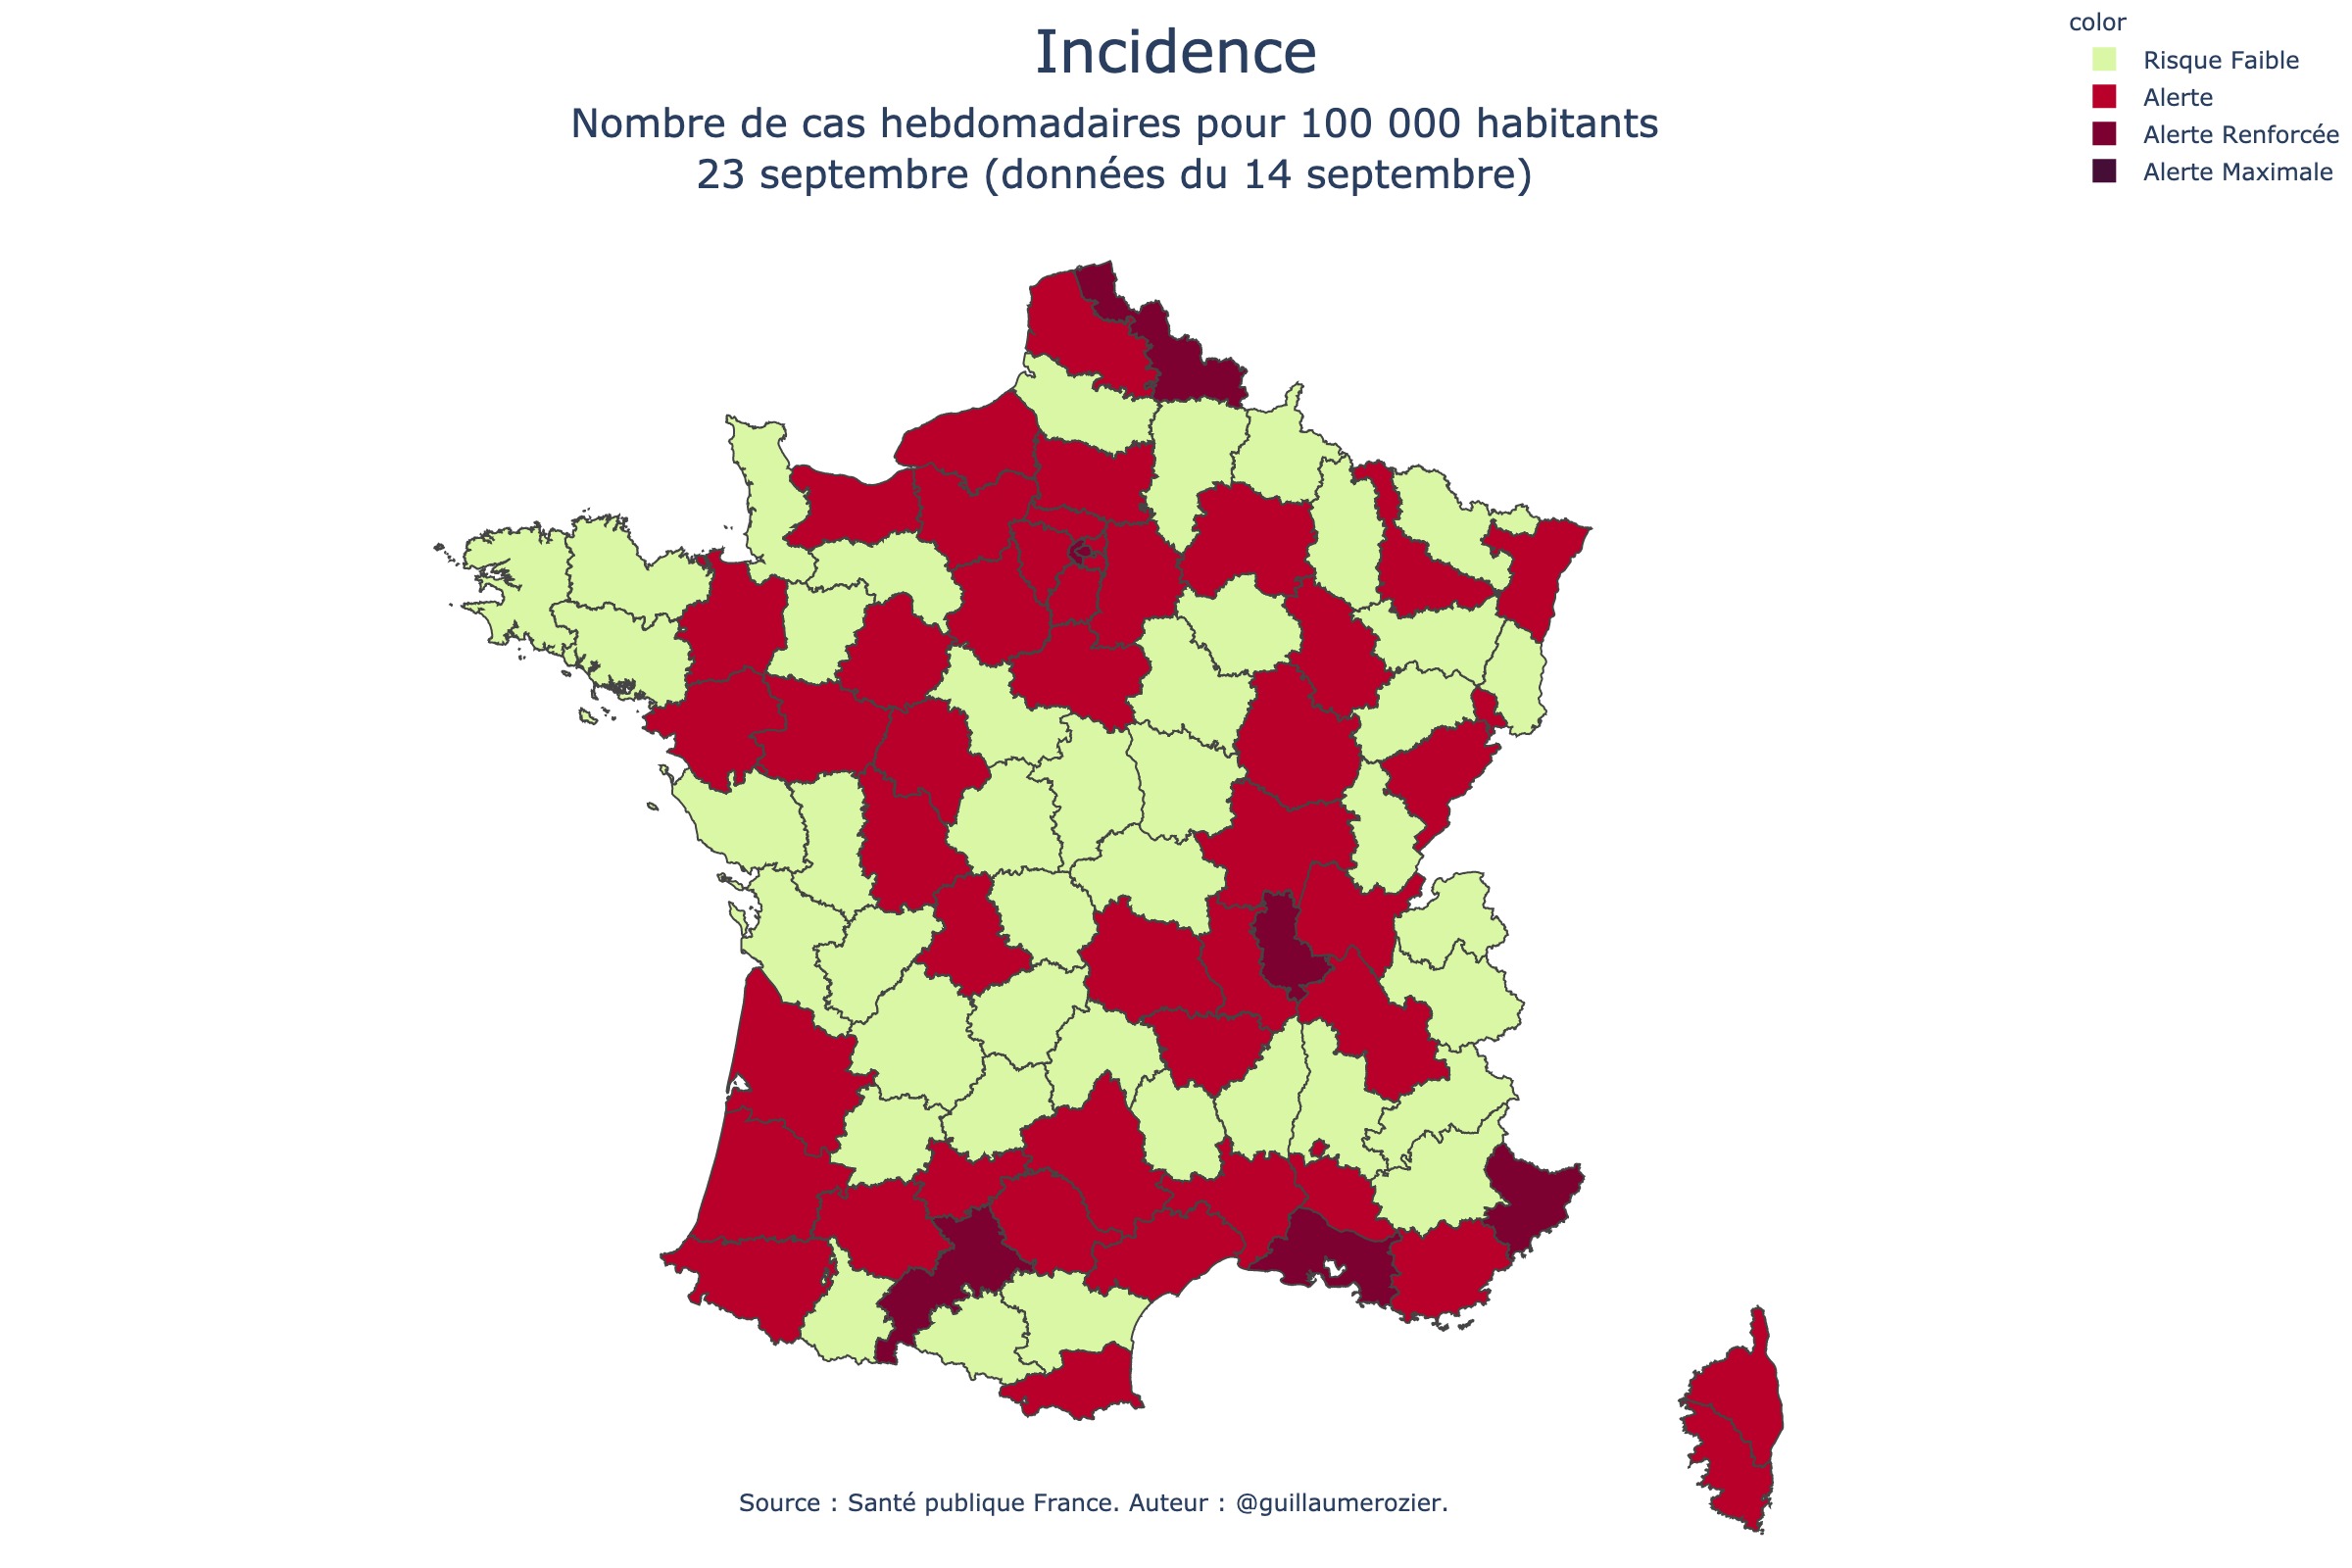 Incidence
Nombre de cas hebdomadaires pour 100 000 habitants
23 septembre (données du 14 septembre)
color
Risque Faible
Alerte
Alerte Renforcée
Alerte Maximale
Source : Santé publique France. Auteur : @guillaumerozier.